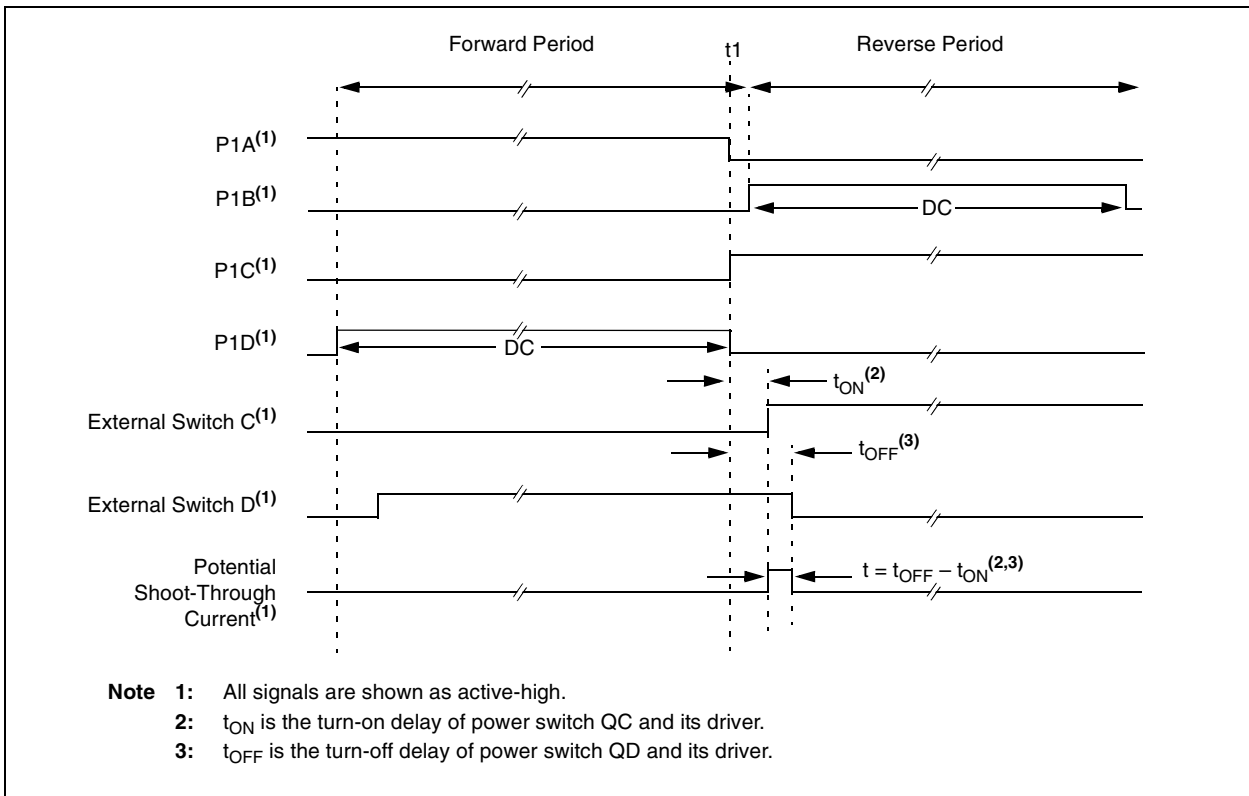 Forward Period t1 Reverse Period
P1A(1)
P1B(1)
DC
P1C(1)
P1D(1)
DC
tON(2)
External Switch C(1)
tOFF(3)
External Switch D(1)
Potential
Shoot-Through
Current(1)
t = tOFF – tON(2,3)
Note 1: All signals are shown as active-high.
2: tON is the turn-on delay of power switch QC and its driver.
3: tOFF is the turn-off delay of power switch QD and its driver.